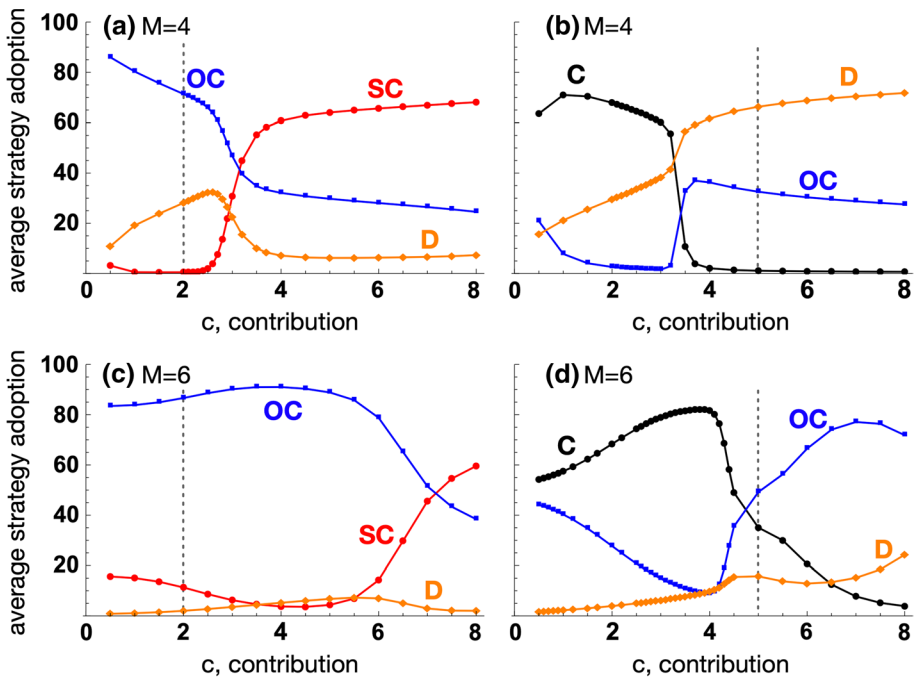 (a) M=4
(b) M=4
average strategy adoption
100
80
60
40
20
OC
SC
D
C
D
OC
0
2
4
6
8
0
2
4
6
8
c, contribution
c, contribution
(c) M=6
(d) M=6
average strategy adoption
100
80
60
40
20
OC
SC
D
C
OC
D
0
2
4
6
8
0
2
4
6
8
c, contribution
c, contribution